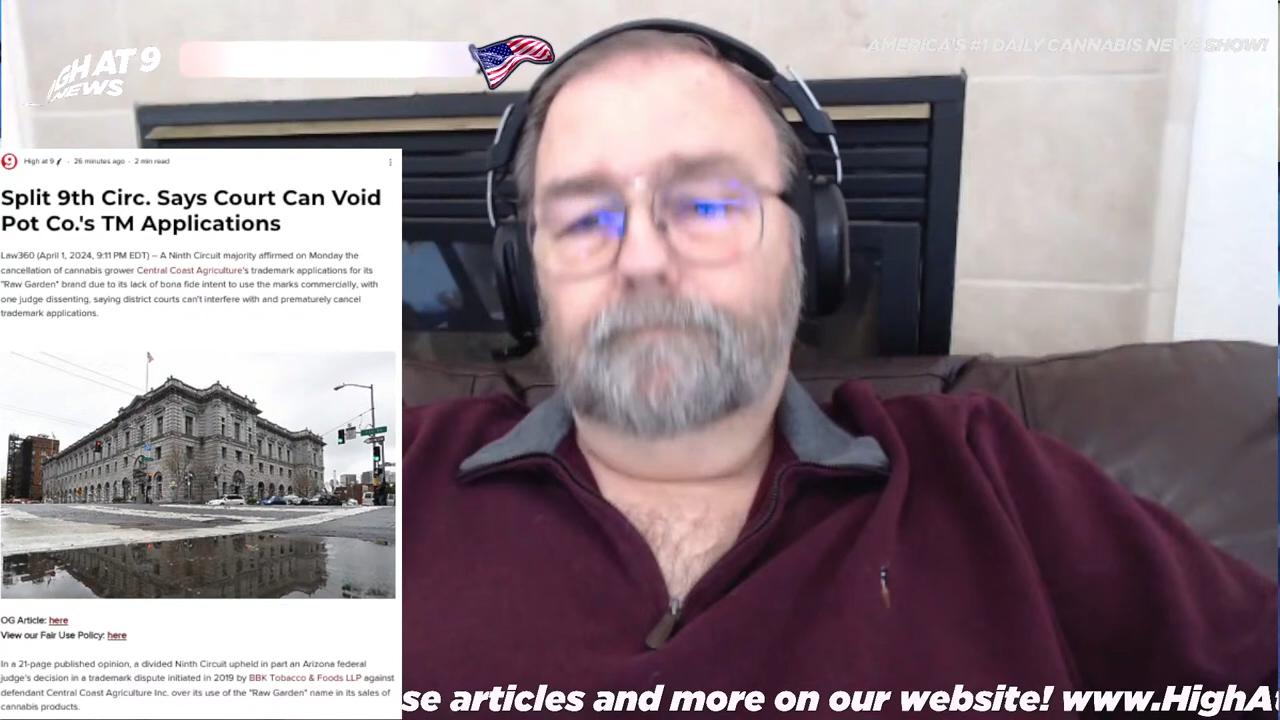 HIGH AT 9
NEWS
AMERICA'S #1 DAILY CANNABIS NEWS SHOW!
9 High at 9 · 26 minutes ago · 2 min read
Split 9th Circ. Says Court Can Void
Pot Co.'s TM Applications
Law360 (April 1, 2024, 9:11 PM EDT) -- A Ninth Circuit majority affirmed on Monday the
cancellation of cannabis grower Central Coast Agriculture's trademark applications for its
"Raw Garden" brand due to its lack of bona fide intent to use the marks commercially, with
one judge dissenting, saying district courts can't interfere with and prematurely cancel
trademark applications.
OG Article: here
View our Fair Use Policy: here
In a 21-page published opinion, a divided Ninth Circuit upheld in part an Arizona federal
judge's decision in a trademark dispute initiated in 2019 by BBK Tobacco & Foods LLP against
defendant Central Coast Agriculture Inc. over its use of the "Raw Garden" name in its sales of
cannabis products.
se articles and more on our website! www.HighA